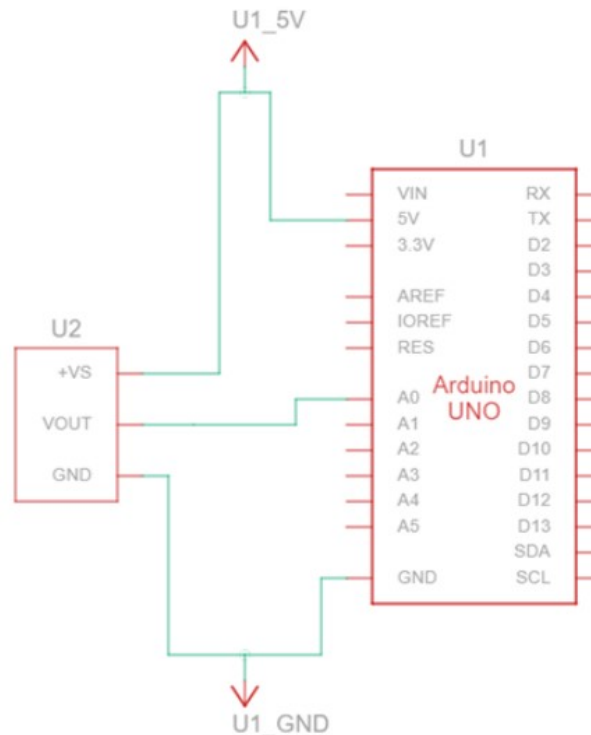 U1_5V
U1
VIN RX
5V TX
3.3V D2
D3
AREF D4
IOREF D5
RES D6
D7
A0 D8
A1 D9
A2 D10
A3 D11
A4 D12
A5 D13
SDA
GND SCL
Arduino
UNO
U2
+VS
VOUT
GND
U1_GND